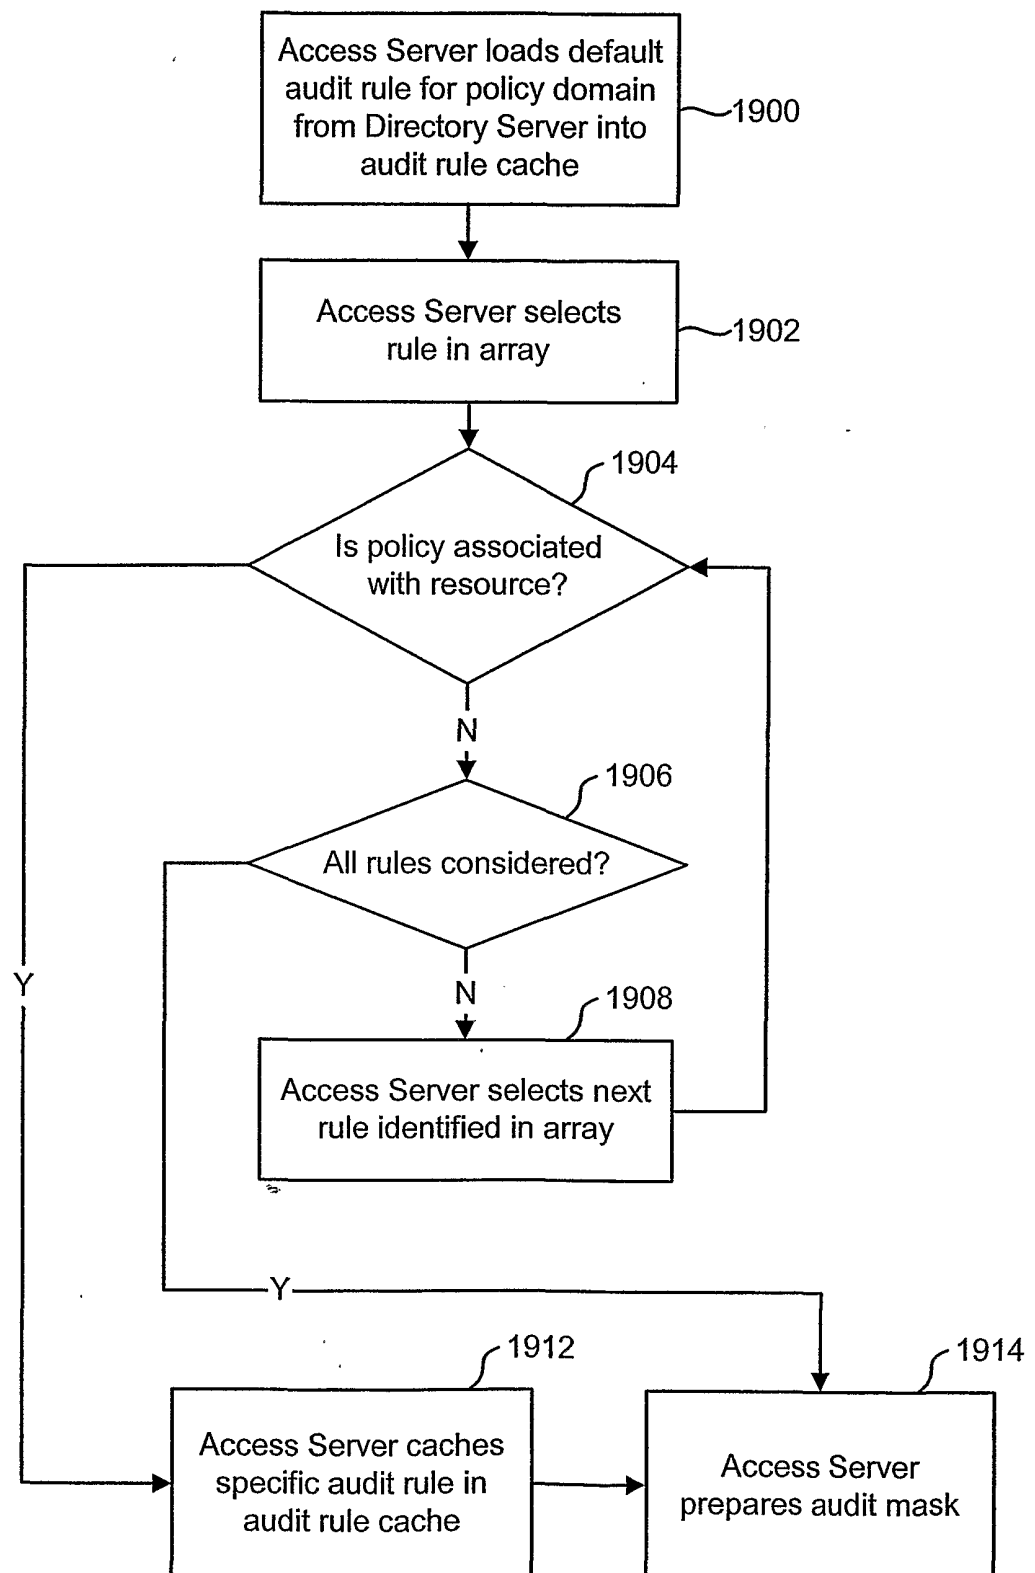 Access Server loads default
audit rule for policy domain
from Directory Server into
audit rule cache
1900
Access Server selects
rule in array
1902
1904
Is policy associated
with resource?
N
1906
All rules considered?
Y
N
1908
Access Server selects next
rule identified in array
Y
1912
1914
Access Server caches
specific audit rule in
audit rule cache
Access Server
prepares audit mask